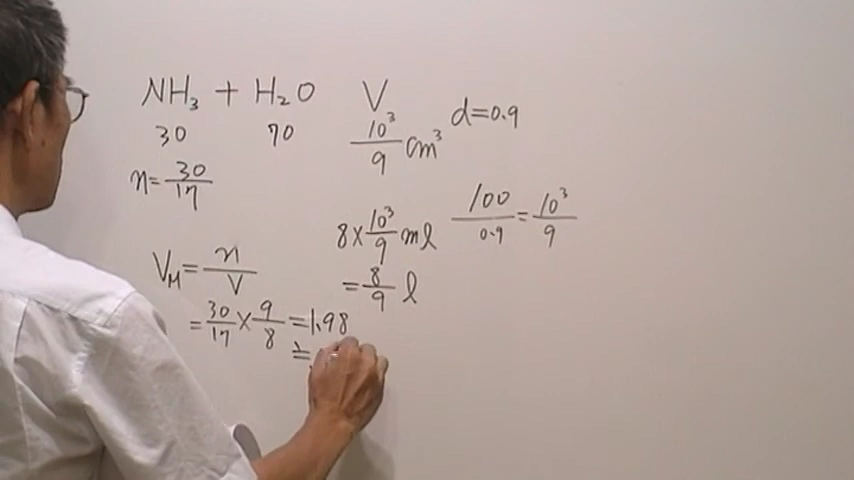 NH₃ + H₂O V
30 70 10³/9 cm³ d=0.9
n=30/17
100/0.9=10³/9
8×10³/9 ml
V_M=n/V =8/9 l
=30/17×9/8=1.98
≒